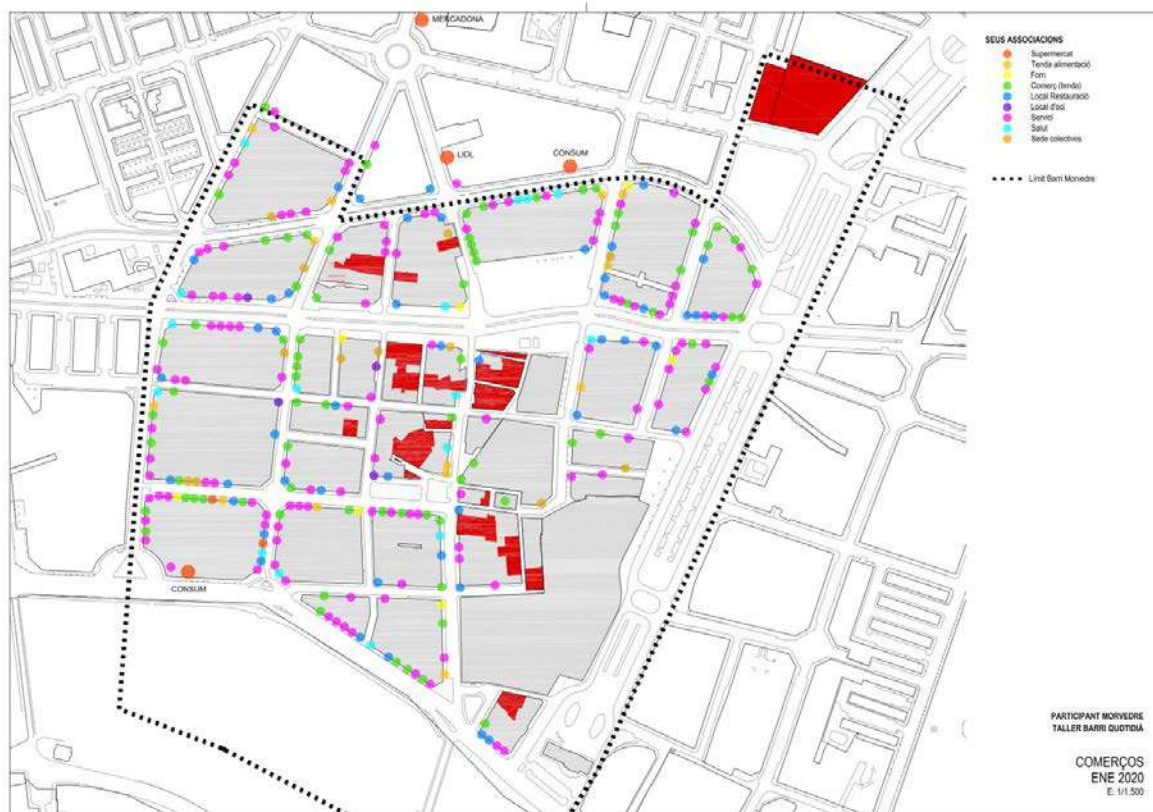 MERCADONA
LIDL
CONSUM
CONSUM
SEUS ASSOCIACIONS
Supermercat
Tenda alimentació
Forn
Comerç (tenda)
Local Restauració
Local d'oci
Servici
Salut
Sede colectivos
Límit Barri Morvedre
PARTICIPANT MORVEDRE
TALLER BARRI QUOTIDIÀ
COMERÇOS
ENE 2020
E: 1/1.500